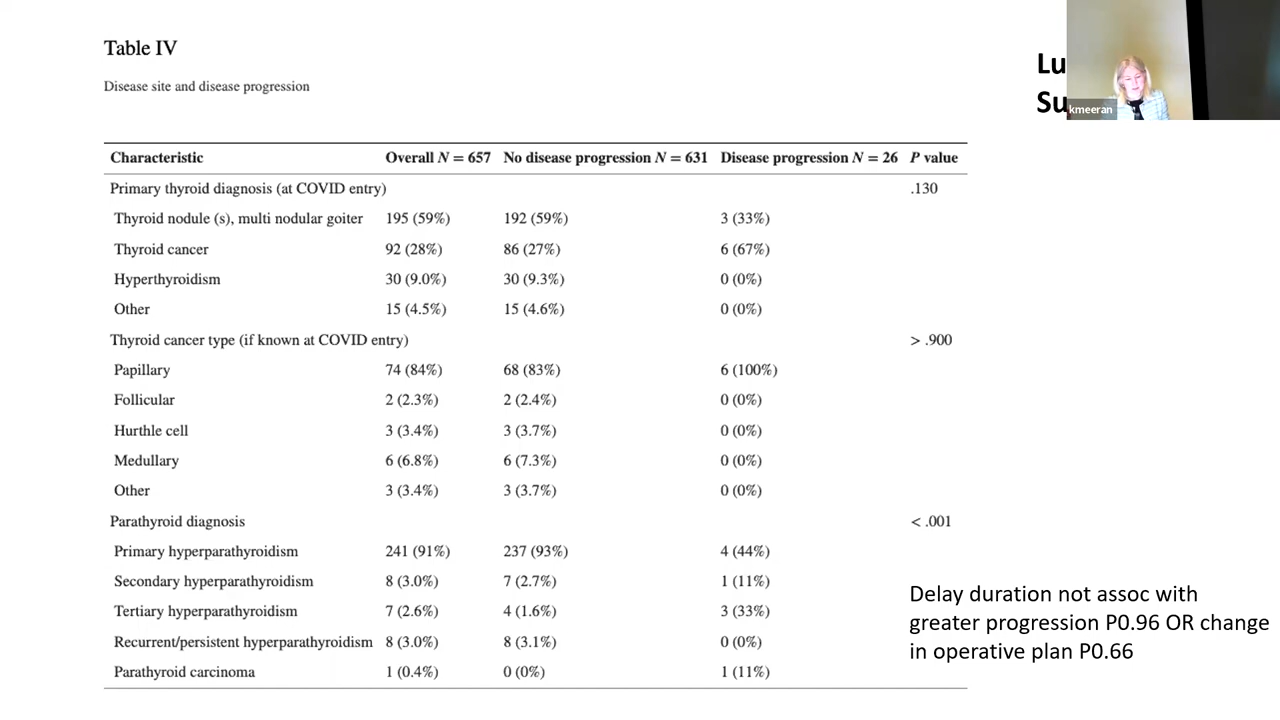 Table IV
Disease site and disease progression
Lu
Su
kmeeran
Characteristic Overall N = 657 No disease progression N = 631 Disease progression N = 26 P value
Primary thyroid diagnosis (at COVID entry) .130
Thyroid nodule (s), multi nodular goiter 195 (59%) 192 (59%) 3 (33%)
Thyroid cancer 92 (28%) 86 (27%) 6 (67%)
Hyperthyroidism 30 (9.0%) 30 (9.3%) 0 (0%)
Other 15 (4.5%) 15 (4.6%) 0 (0%)
Thyroid cancer type (if known at COVID entry) > .900
Papillary 74 (84%) 68 (83%) 6 (100%)
Follicular 2 (2.3%) 2 (2.4%) 0 (0%)
Hurthle cell 3 (3.4%) 3 (3.7%) 0 (0%)
Medullary 6 (6.8%) 6 (7.3%) 0 (0%)
Other 3 (3.4%) 3 (3.7%) 0 (0%)
Parathyroid diagnosis < .001
Primary hyperparathyroidism 241 (91%) 237 (93%) 4 (44%)
Secondary hyperparathyroidism 8 (3.0%) 7 (2.7%) 1 (11%)
Tertiary hyperparathyroidism 7 (2.6%) 4 (1.6%) 3 (33%)
Recurrent/persistent hyperparathyroidism 8 (3.0%) 8 (3.1%) 0 (0%)
Parathyroid carcinoma 1 (0.4%) 0 (0%) 1 (11%)
Delay duration not assoc with
greater progression P0.96 OR change
in operative plan P0.66